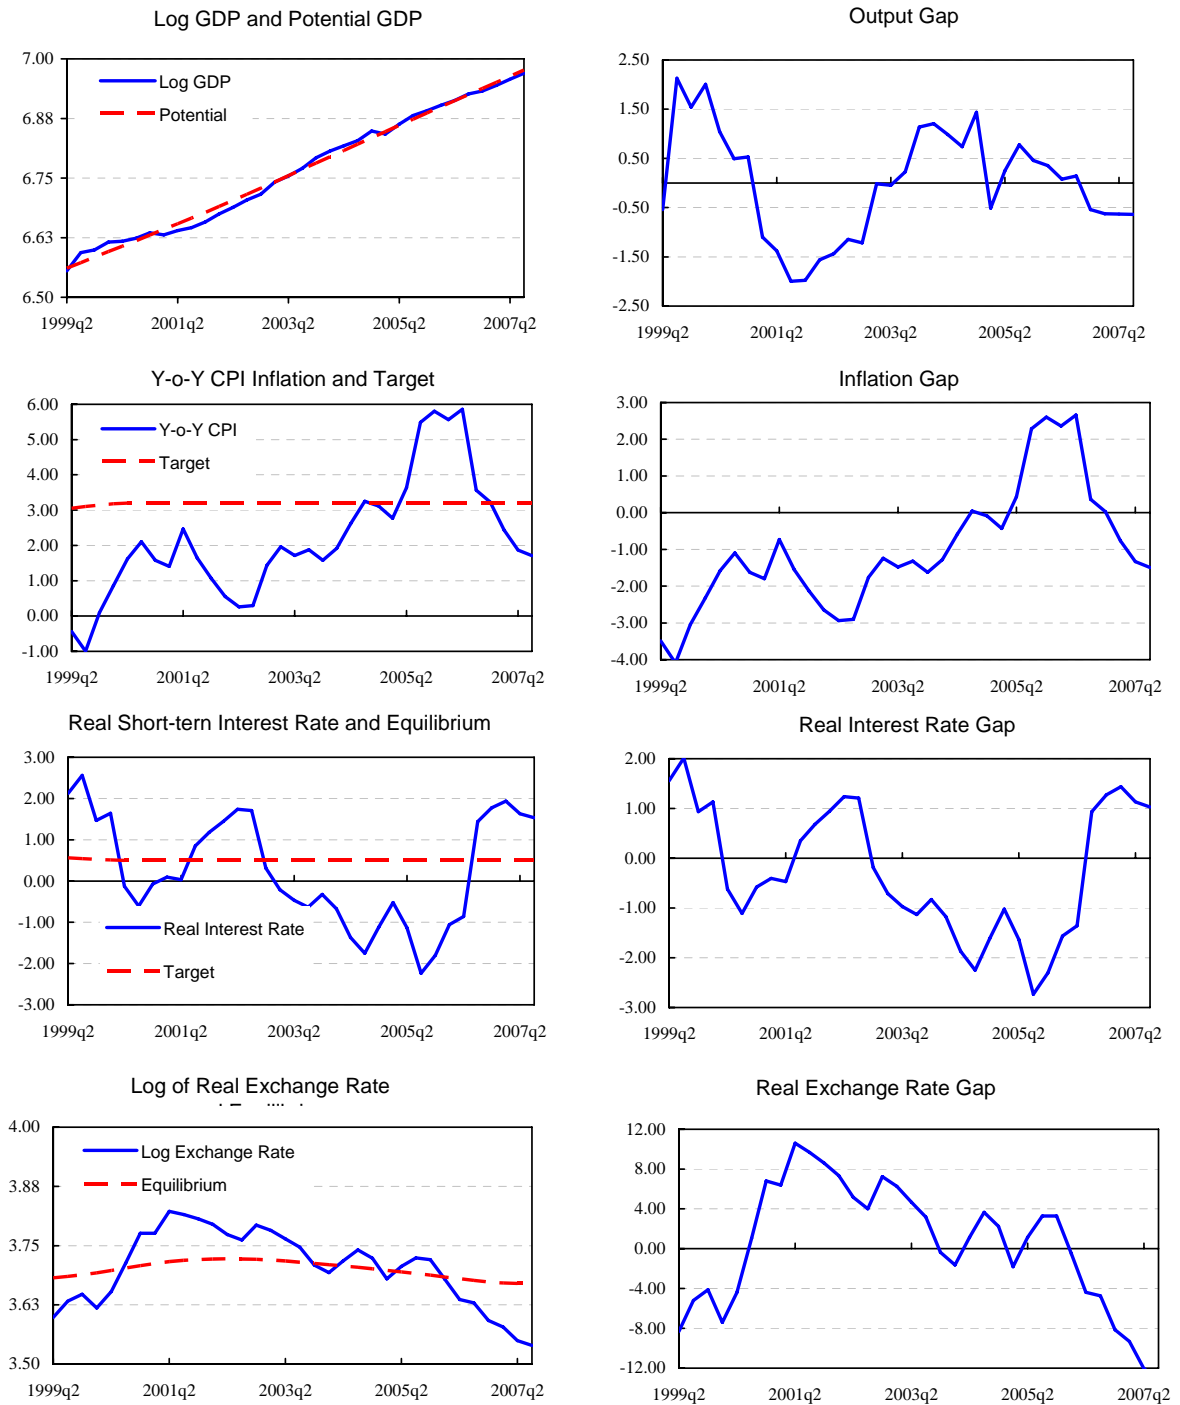 Log GDP and Potential GDP
7.00
6.88
6.75
6.63
6.50
Log GDP
Potential
1999q2 2001q2 2003q2 2005q2 2007q2
Output Gap
2.50
1.50
0.50
-0.50
-1.50
-2.50
1999q2 2001q2 2003q2 2005q2 2007q2
Y-o-Y CPI Inflation and Target
6.00
5.00
4.00
3.00
2.00
1.00
0.00
-1.00
Y-o-Y CPI
Target
1999q2 2001q2 2003q2 2005q2 2007q2
Inflation Gap
3.00
2.00
1.00
0.00
-1.00
-2.00
-3.00
-4.00
1999q2 2001q2 2003q2 2005q2 2007q2
Real Short-tern Interest Rate and Equilibrium
3.00
2.00
1.00
0.00
-1.00
-2.00
-3.00
Real Interest Rate
Target
1999q2 2001q2 2003q2 2005q2 2007q2
Real Interest Rate Gap
2.00
1.00
0.00
-1.00
-2.00
-3.00
1999q2 2001q2 2003q2 2005q2 2007q2
Log of Real Exchange Rate
4.00
3.88
3.75
3.63
3.50
Log Exchange Rate
Equilibrium
1999q2 2001q2 2003q2 2005q2 2007q2
Real Exchange Rate Gap
12.00
8.00
4.00
0.00
-4.00
-8.00
-12.00
1999q2 2001q2 2003q2 2005q2 2007q2